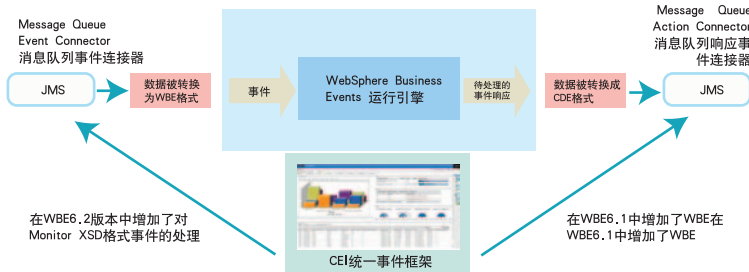 Message Queue
Event Connector
消息队列事件连接器
JMS
数据被转换
为WBE格式
事件
WebSphere Business
Events 运行引擎
待处理的
事件响应
数据被转换成
CDE格式
Message Queue
Action Connector
消息队列响应事
件连接器
JMS
在WBE6.2版本中增加了对
Monitor XSD格式事件的处理
CEI统一事件框架
在WBE6.1中增加了WBE在
WBE6.1中增加了WBE